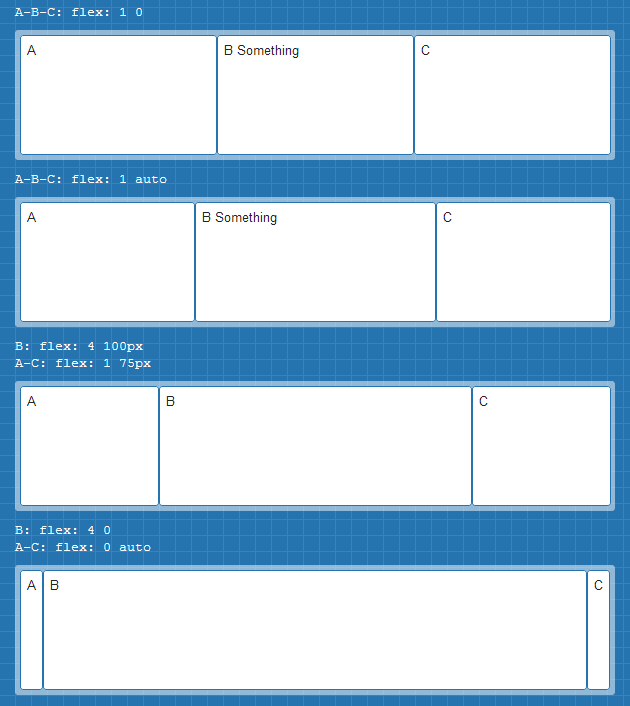 A-B-C: flex: 1 0
A
B Something
C
A-B-C: flex: 1 auto
A
B Something
C
B: flex: 4 100px
A-C: flex: 1 75px
A
B
C
B: flex: 4 0
A-C: flex: 0 auto
A
B
C